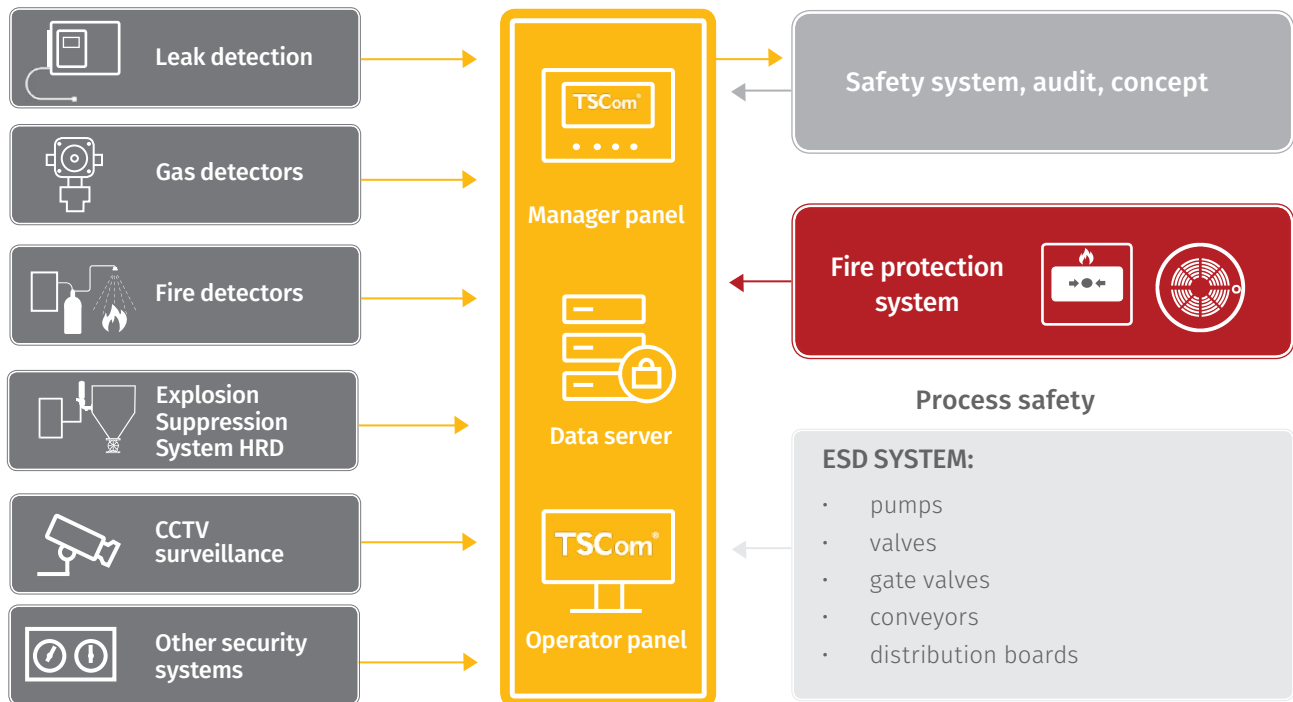 Leak detection
Gas detectors
Fire detectors
Explosion
Suppression
System HRD
CCTV
surveillance
Other security
systems
TSCom®
Manager panel
Data server
TSCom®
Operator panel
Safety system, audit, concept
Fire protection
system
Process safety
ESD SYSTEM:
· pumps
· valves
· gate valves
· conveyors
· distribution boards